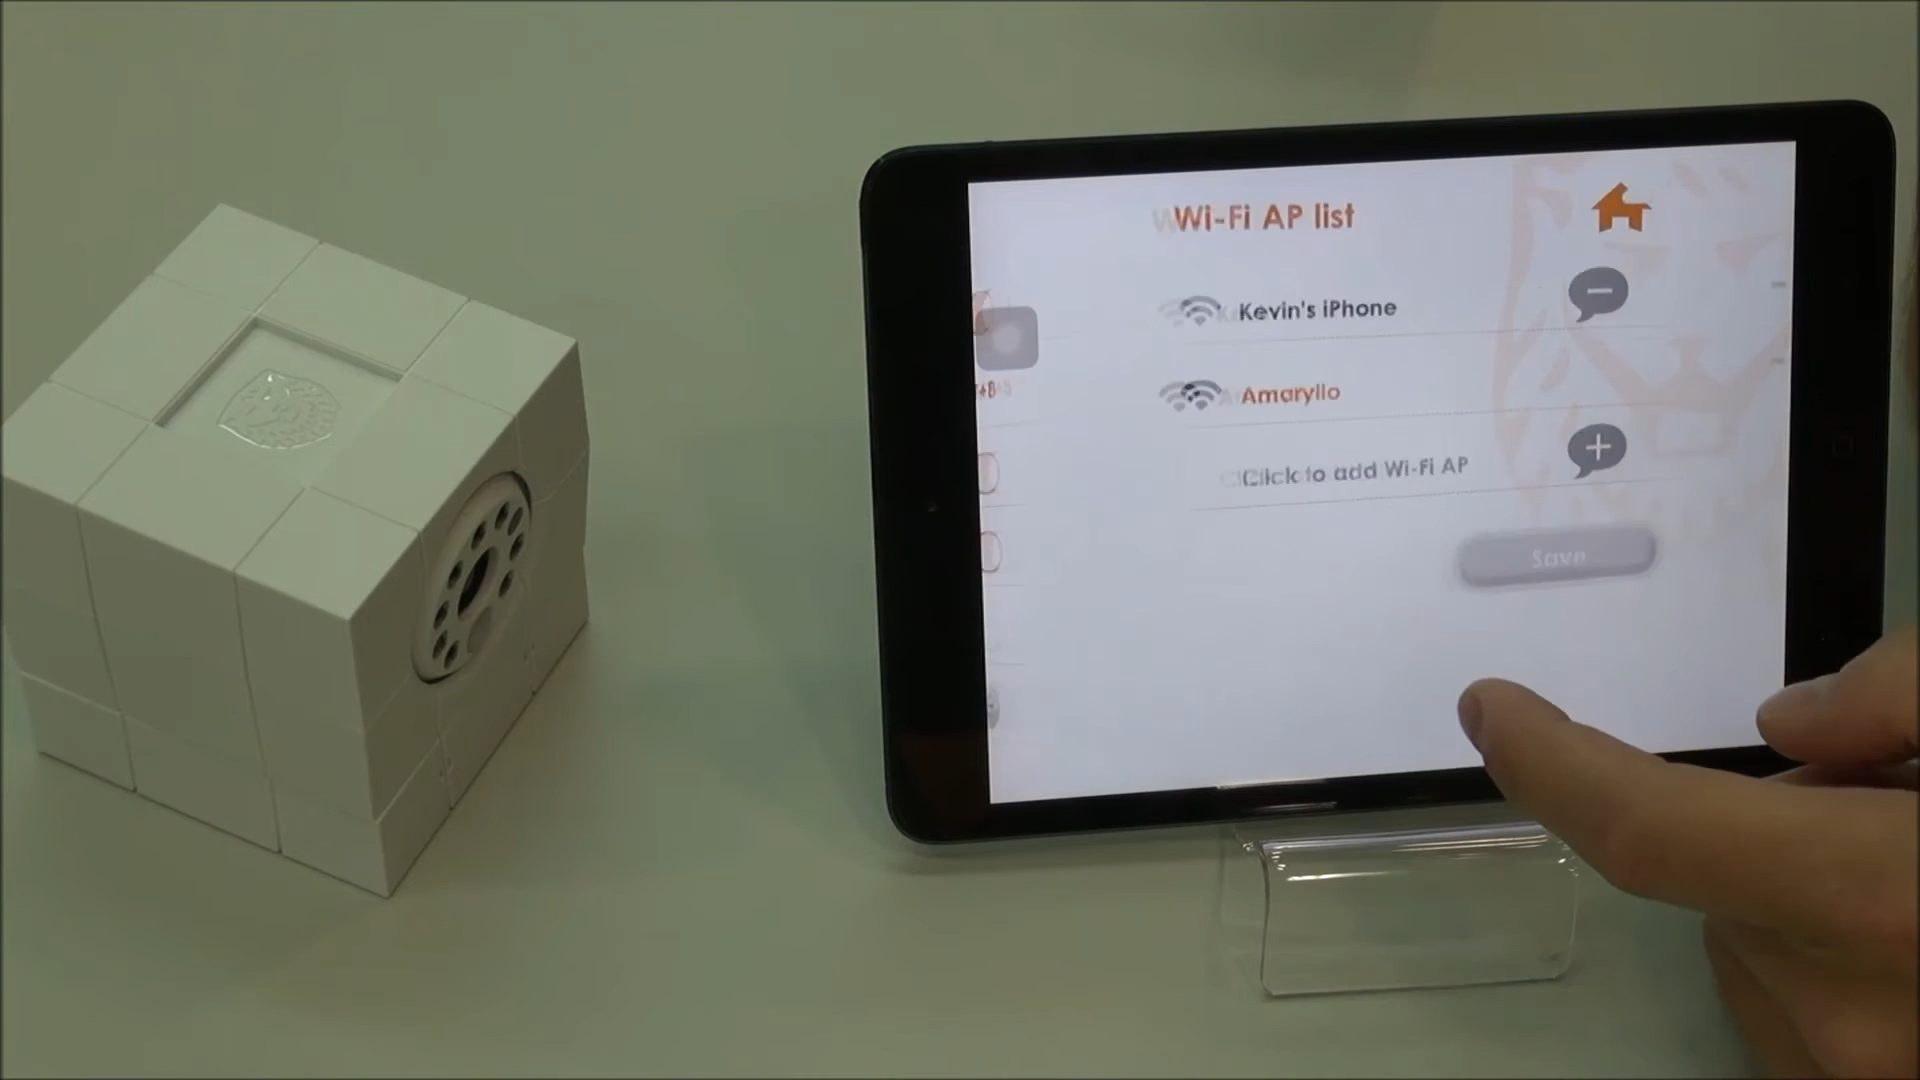 Wi-Fi AP list
Kevin's iPhone
Amaryllo
Click to add Wi-Fi AP
Save